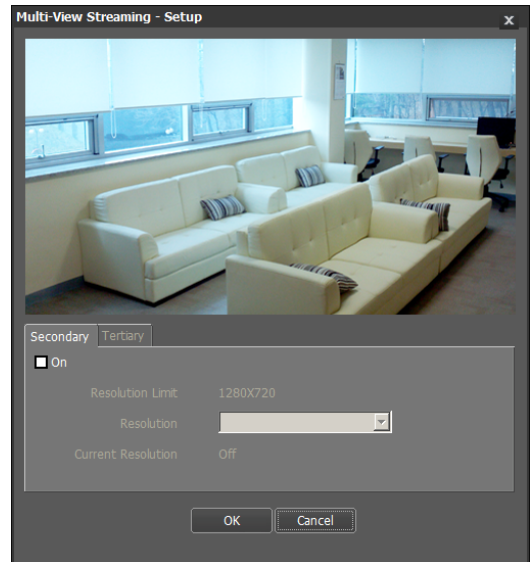 Multi-View Streaming - Setup
x
Secondary Tertiary
On
Resolution Limit 1280X720
Resolution
Current Resolution Off
OK Cancel